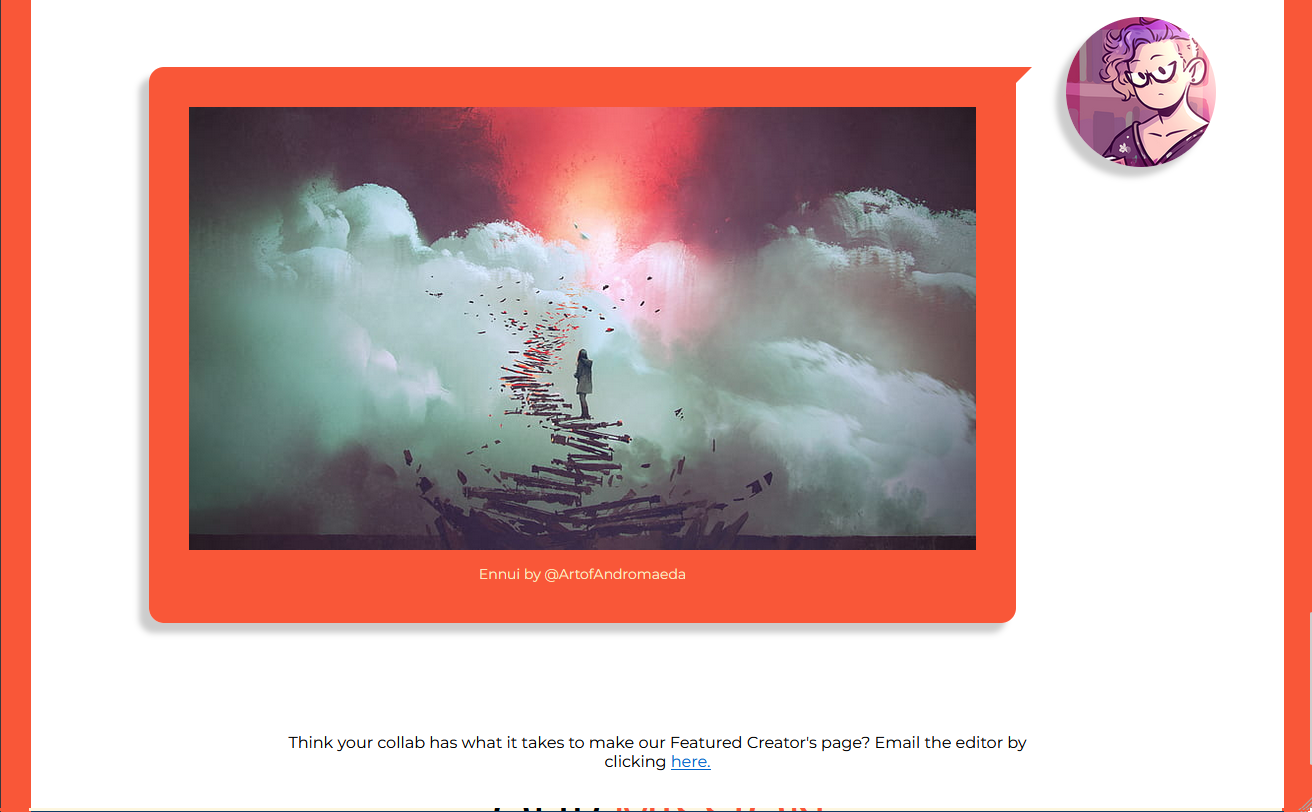 Ennui by @ArtofAndromaeda
Think your collab has what it takes to make our Featured Creator's page? Email the editor by
clicking here.